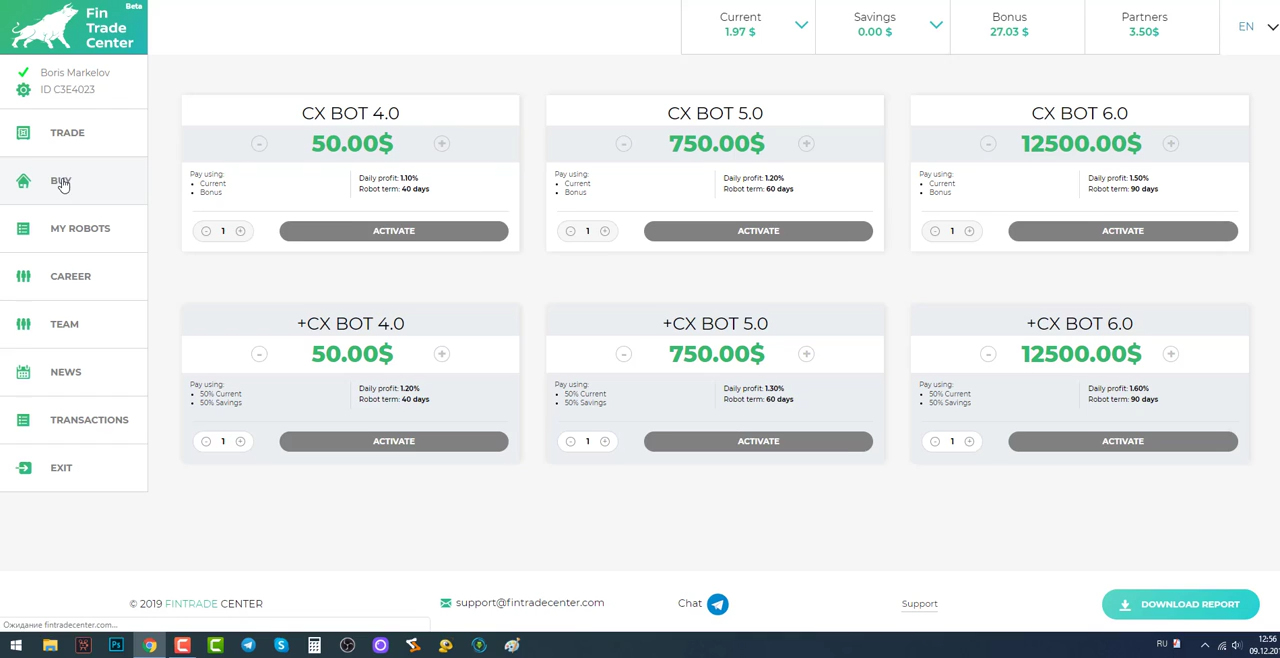 Beta
Fin
Trade
Center
Current
1.97 $
Savings
0.00 $
Bonus
27.03 $
Partners
3.50$
EN
Boris Markelov
ID C3E4023
TRADE
BUY
MY ROBOTS
CAREER
TEAM
NEWS
TRANSACTIONS
EXIT
CX BOT 4.0
- 50.00$ +
Pay using:
• Current
• Bonus
Daily profit: 1.10%
Robot term: 40 days
- 1 +
ACTIVATE
CX BOT 5.0
- 750.00$ +
Pay using:
• Current
• Bonus
Daily profit: 1.20%
Robot term: 60 days
- 1 +
ACTIVATE
CX BOT 6.0
- 12500.00$ +
Pay using:
• Current
• Bonus
Daily profit: 1.50%
Robot term: 90 days
- 1 +
ACTIVATE
+CX BOT 4.0
- 50.00$ +
Pay using:
• 50% Current
• 50% Savings
Daily profit: 1.20%
Robot term: 40 days
- 1 +
ACTIVATE
+CX BOT 5.0
- 750.00$ +
Pay using:
• 50% Current
• 50% Savings
Daily profit: 1.30%
Robot term: 60 days
- 1 +
ACTIVATE
+CX BOT 6.0
- 12500.00$ +
Pay using:
• 50% Current
• 50% Savings
Daily profit: 1.60%
Robot term: 90 days
- 1 +
ACTIVATE
© 2019 FINTRADE CENTER
support@fintradecenter.com
Chat
Support
DOWNLOAD REPORT
Ожидание fintradecenter.com...
Ps
RU
12:56
09.12.20